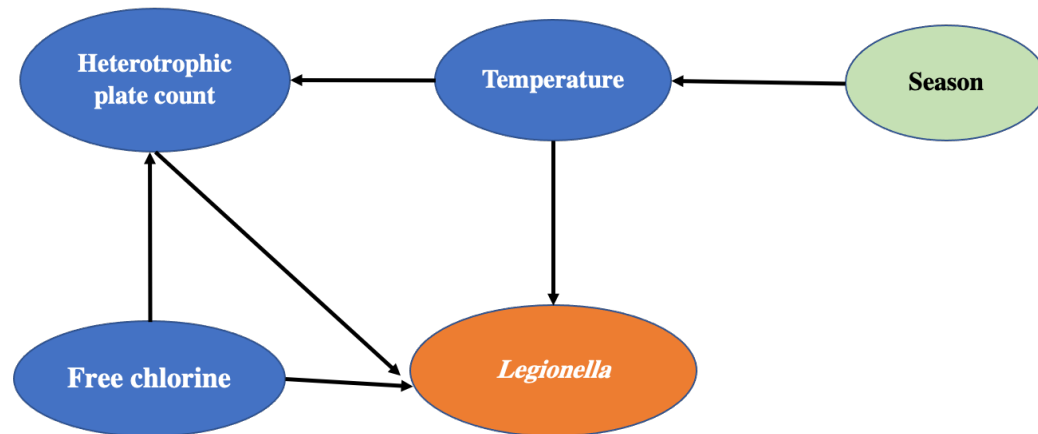 Heterotrophic
plate count
Temperature
Season
Free chlorine
Legionella